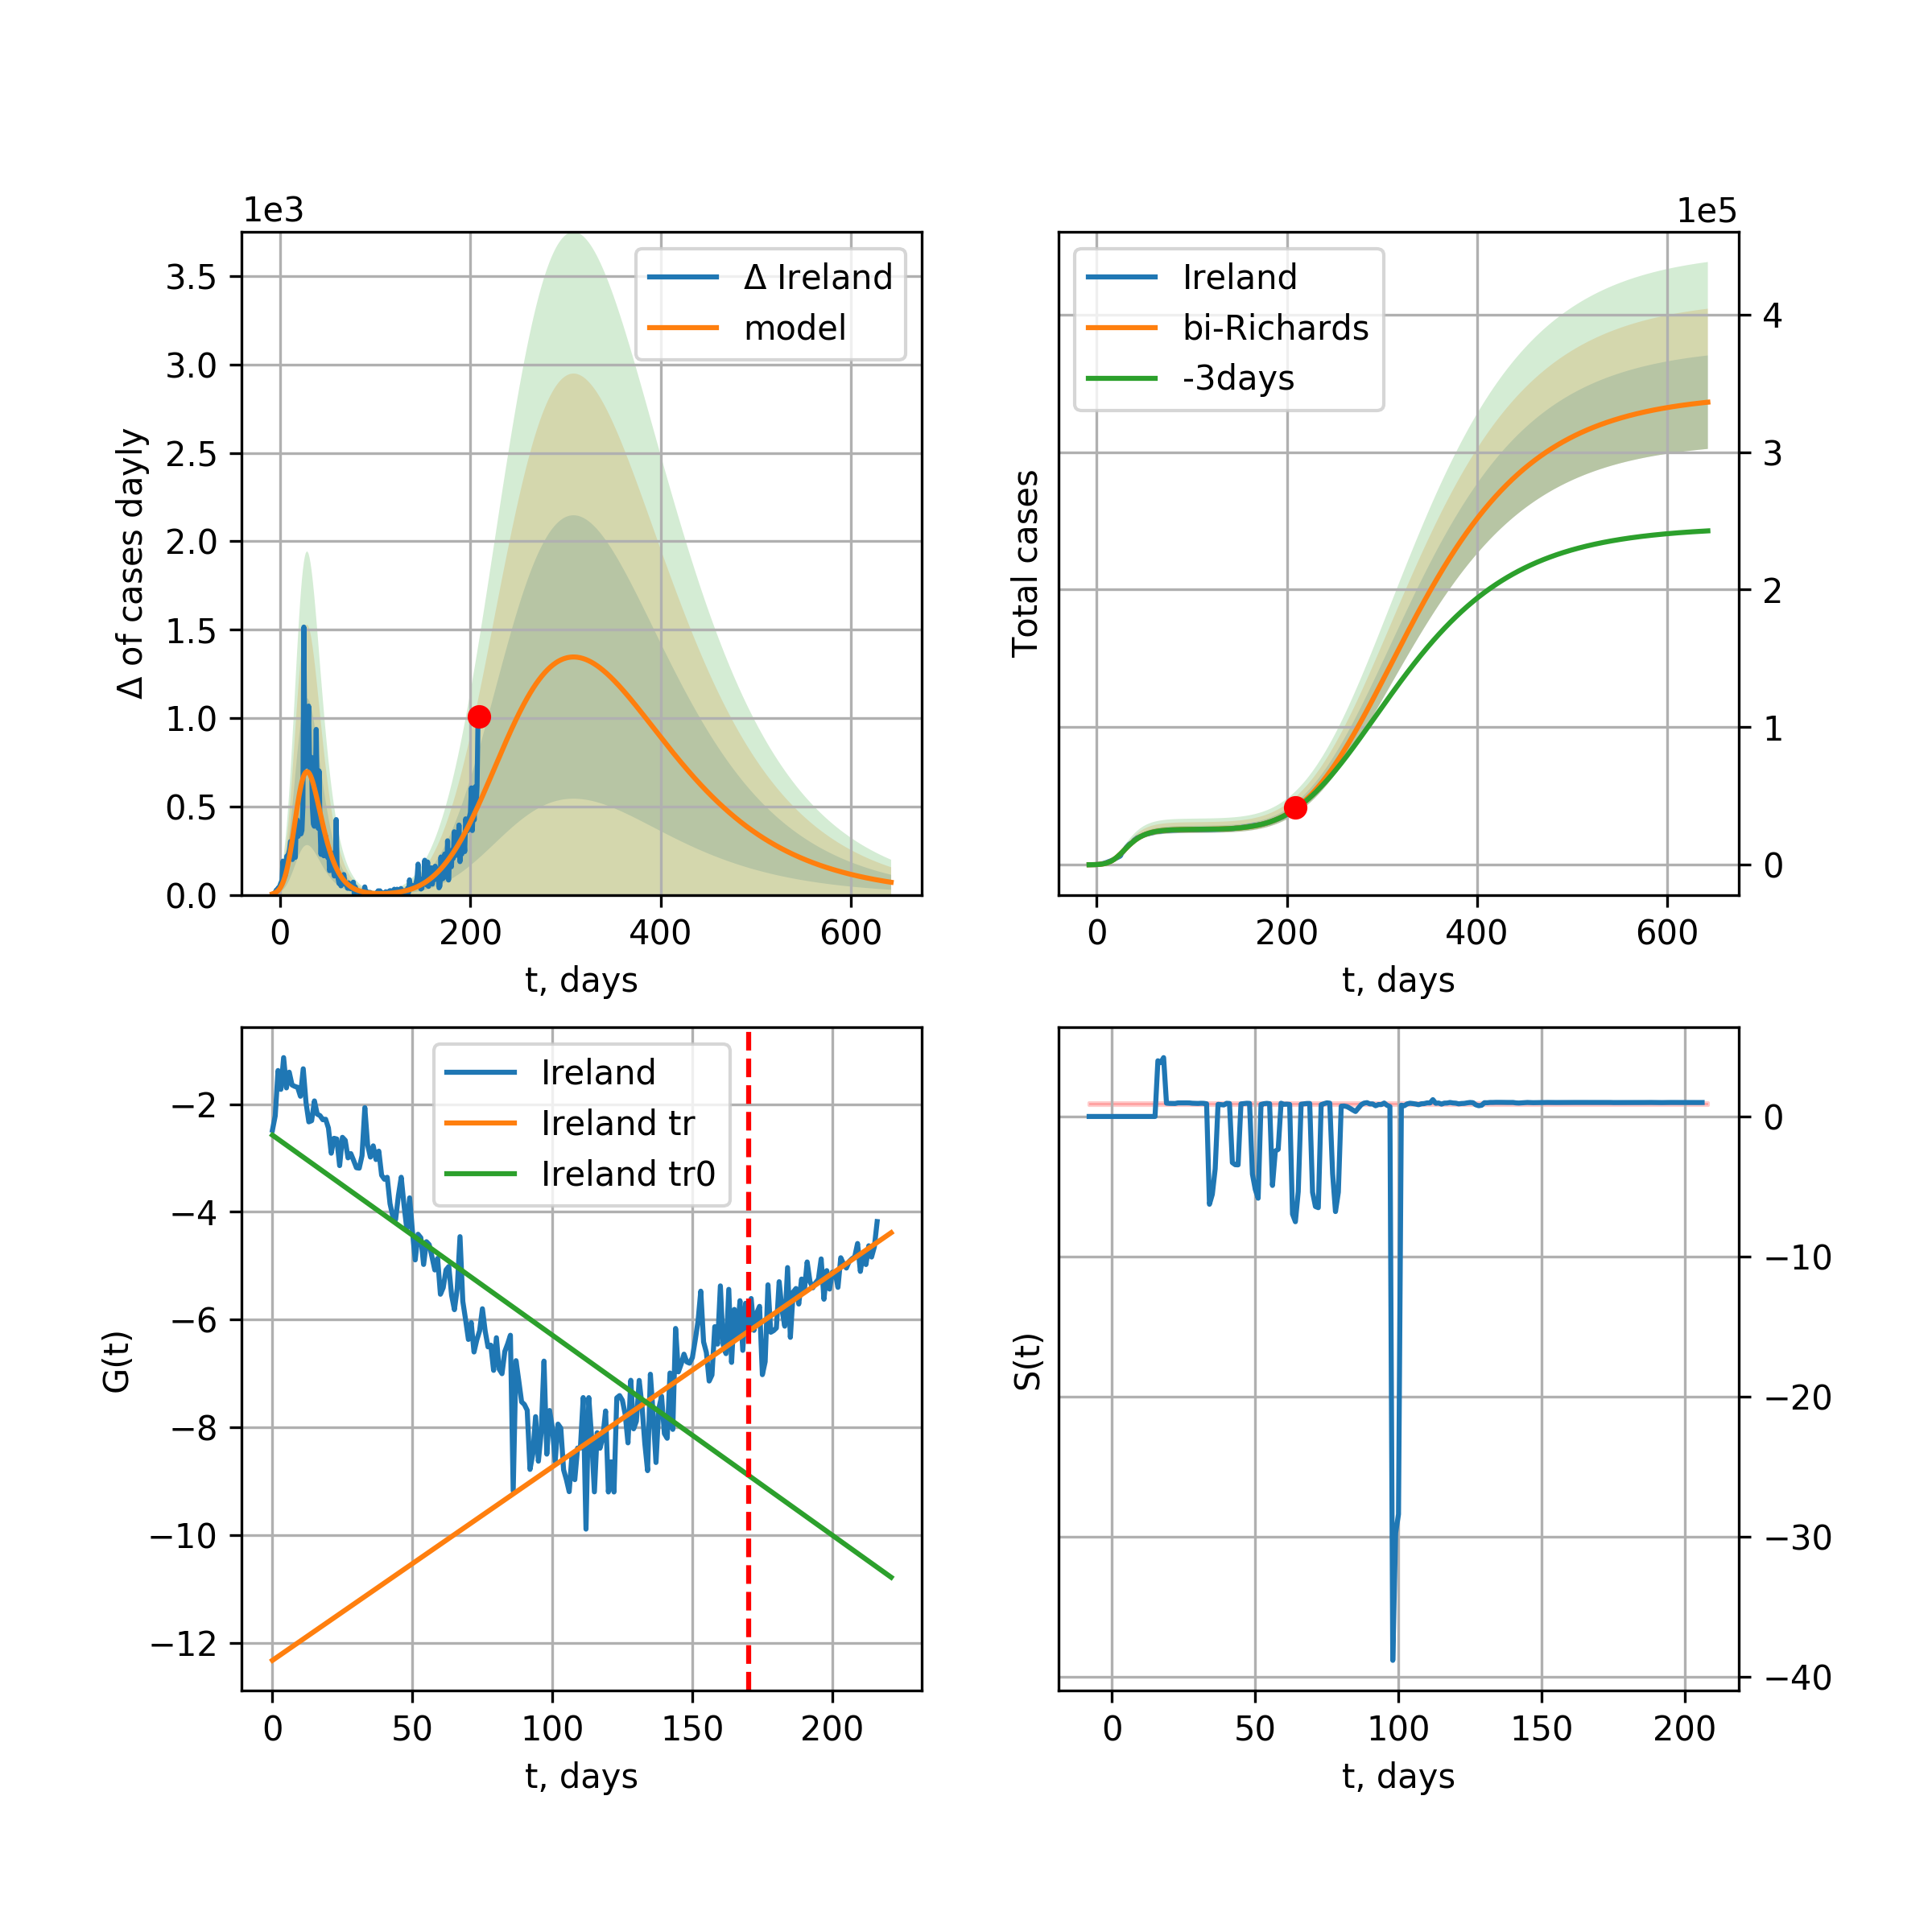 1e3
3.5
3.0
2.5
2.0
1.5
1.0
0.5
0.0
Δ of cases dayly
Δ Ireland
model
0 200 400 600
t, days
1e5
Total cases
Ireland
bi-Richards
-3days
4
3
2
1
0
0 200 400 600
t, days
G(t)
−2
−4
−6
−8
−10
−12
Ireland
Ireland tr
Ireland tr0
0 50 100 150 200
t, days
S(t)
0
−10
−20
−30
−40
0 50 100 150 200
t, days